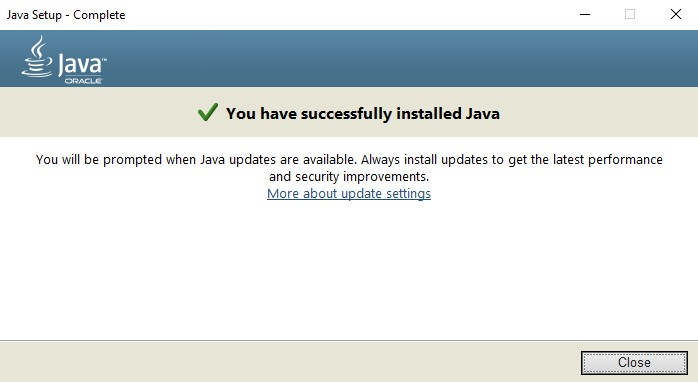 Java Setup - Complete
Java™
ORACLE
You have successfully installed Java
You will be prompted when Java updates are available. Always install updates to get the latest performance
and security improvements.
More about update settings
Close